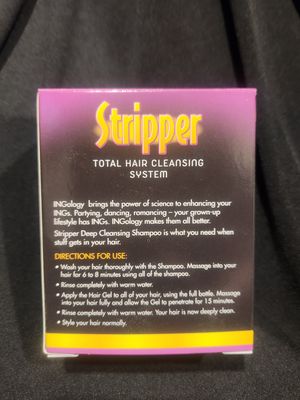 Stripper
TOTAL HAIR CLEANSING
SYSTEM
INGology brings the power of science to enhancing your
INGs. Partying, dancing, romancing – your grown-up
lifestyle has INGs. INGology makes them all better.
Stripper Deep Cleansing Shampoo is what you need when
stuff gets in your hair.
DIRECTIONS FOR USE:
• Wash your hair thoroughly with the Shampoo. Massage into your
hair for 6 to 8 minutes using all of the shampoo.
• Rinse completely with warm water.
• Apply the Hair Gel to all of your hair, using the full bottle. Massage
into your hair fully and allow the Gel to penetrate for 15 minutes.
• Rinse completely with warm water. Your hair is now deeply clean.
• Style your hair normally.